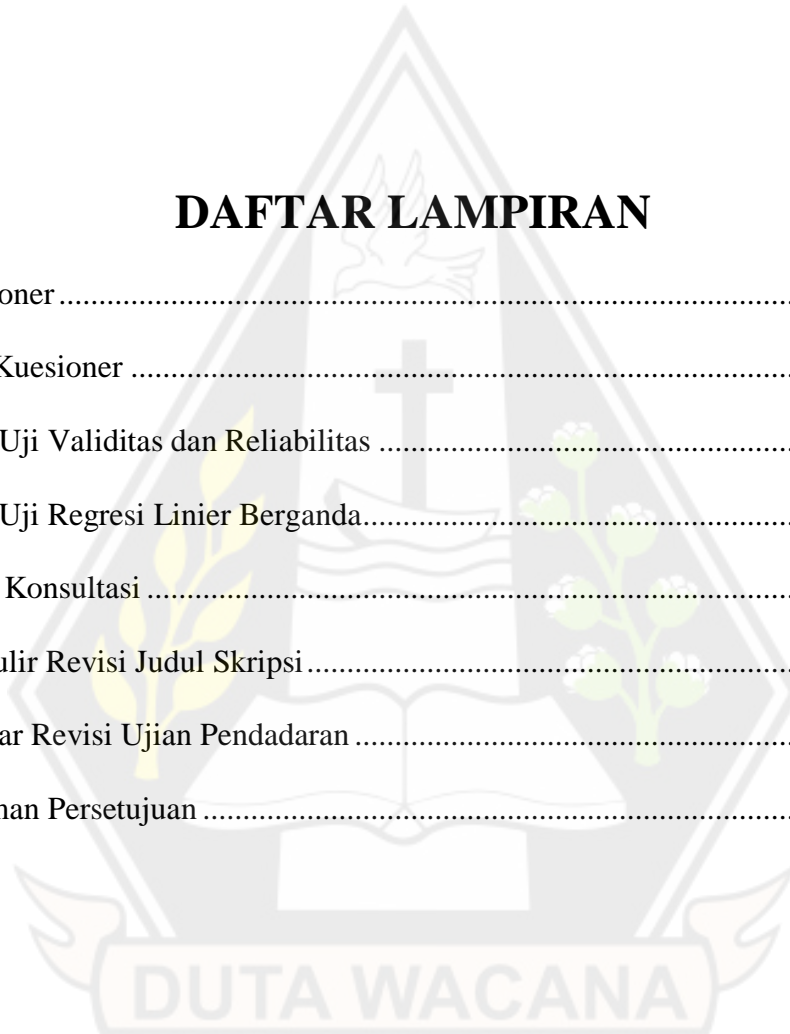 DAFTAR LAMPIRAN
oner................................................................................................
Kuesioner ....................................................................................
Uji Validitas dan Reliabilitas ....................................................
Uji Regresi Linier Berganda......................................................
Konsultasi ..................................................................................
ulir Revisi Judul Skripsi.............................................................
ar Revisi Ujian Pendadaran .......................................................
nan Persetujuan .........................................................................
DUTA WACANA